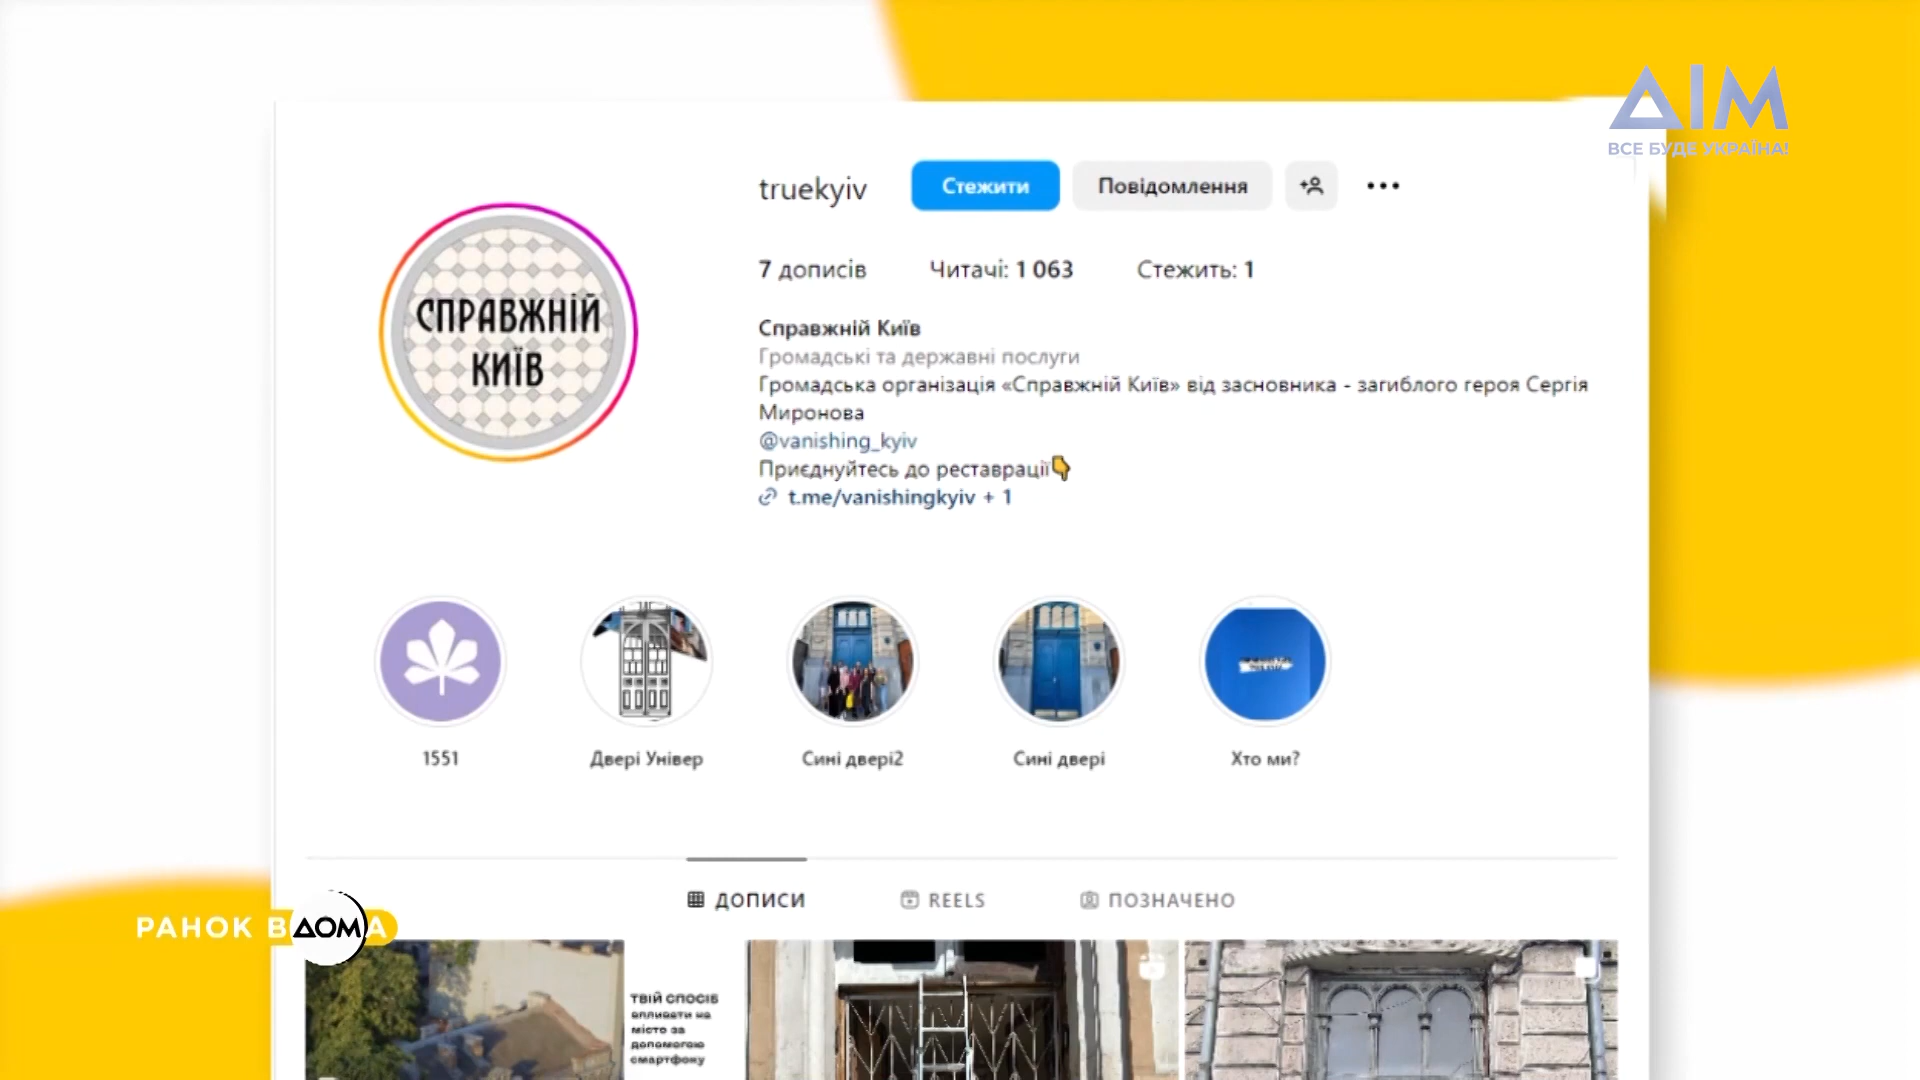 ДІМ
ВСЕ БУДЕ УКРАЇНА!
truekyiv
Стежити
Повідомлення
7 дописів
Читачі: 1 063
Стежить: 1
СПРАВЖНІЙ
КИЇВ
Справжній Київ
Громадські та державні послуги
Громадська організація «Справжній Київ» від засновника - загиблого героя Сергія
Миронова
@vanishing_kyiv
Приєднуйтесь до реставрації👇
t.me/vanishingkyiv + 1
1551
Двері Універ
Сині двері2
Сині двері
Хто ми?
ДОПИСИ
REELS
ПОЗНАЧЕНО
РАНОК ВДОМА
ТВІЙ СПОСІБ
впливати на
місто за
допомогою
смартфону